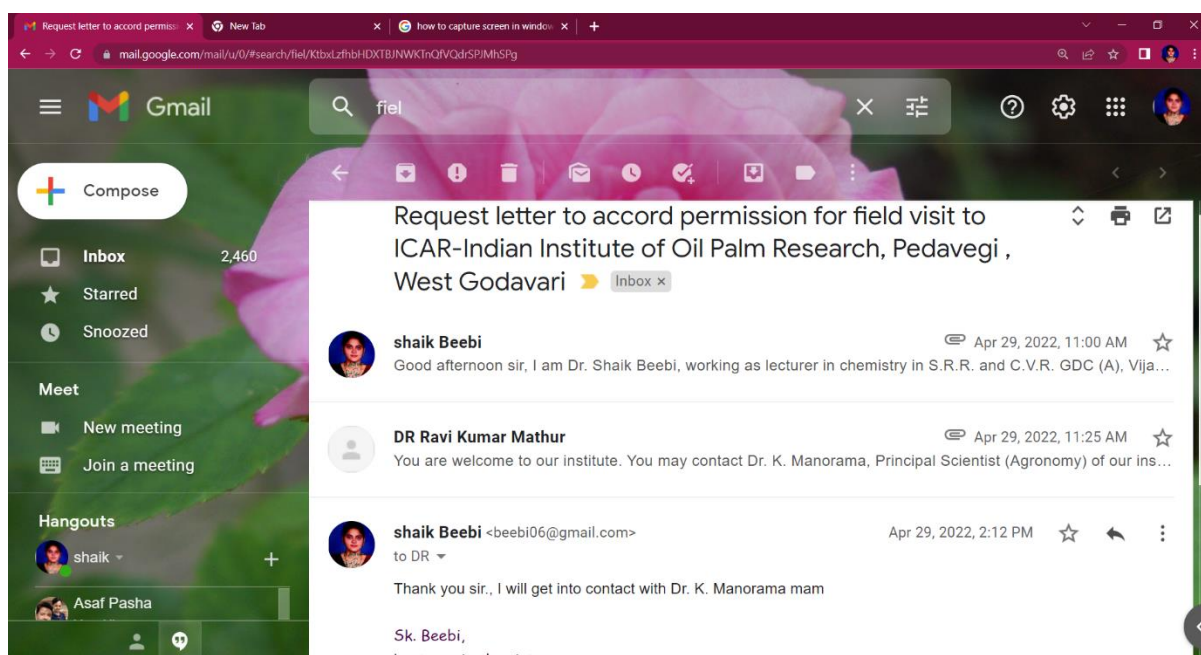 Request letter to accord permissi
New Tab
how to capture screen in window
mail.google.com/mail/u/0/#search/fiel/KtbxLzfhbHDXTBJNWKTnQfVQdrSPJMhSPg
Gmail
fiel
Compose
Inbox 2,460
Starred
Snoozed
Meet
New meeting
Join a meeting
Hangouts
shaik
Asaf Pasha
Request letter to accord permission for field visit to
ICAR-Indian Institute of Oil Palm Research, Pedavegi ,
West Godavari Inbox ×
shaik Beebi Apr 29, 2022, 11:00 AM
Good afternoon sir, I am Dr. Shaik Beebi, working as lecturer in chemistry in S.R.R. and C.V.R. GDC (A), Vija...
DR Ravi Kumar Mathur Apr 29, 2022, 11:25 AM
You are welcome to our institute. You may contact Dr. K. Manorama, Principal Scientist (Agronomy) of our ins...
shaik Beebi <beebi06@gmail.com> Apr 29, 2022, 2:12 PM
to DR
Thank you sir., I will get into contact with Dr. K. Manorama mam
Sk. Beebi,